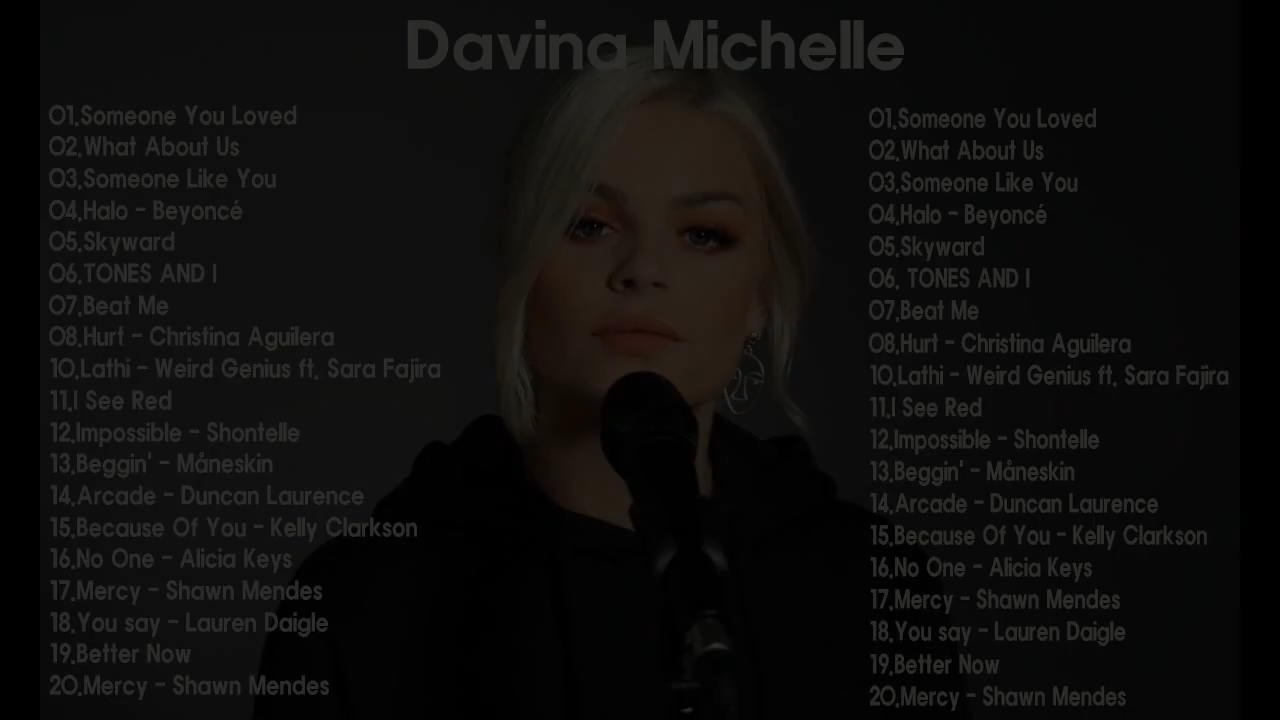 Davina Michelle
01.Someone You Loved
02.What About Us
03.Someone Like You
04.Halo - Beyoncé
05.Skyward
06.TONES AND I
07.Beat Me
08.Hurt - Christina Aguilera
10.Lathi - Weird Genius ft. Sara Fajira
11.I See Red
12.Impossible - Shontelle
13.Beggin' - Måneskin
14.Arcade - Duncan Laurence
15.Because Of You - Kelly Clarkson
16.No One - Alicia Keys
17.Mercy - Shawn Mendes
18.You say - Lauren Daigle
19.Better Now
20.Mercy - Shawn Mendes
01.Someone You Loved
02.What About Us
03.Someone Like You
04.Halo - Beyoncé
05.Skyward
06. TONES AND I
07.Beat Me
08.Hurt - Christina Aguilera
10.Lathi - Weird Genius ft. Sara Fajira
11.I See Red
12.Impossible - Shontelle
13.Beggin' - Måneskin
14.Arcade - Duncan Laurence
15.Because Of You - Kelly Clarkson
16.No One - Alicia Keys
17.Mercy - Shawn Mendes
18.You say - Lauren Daigle
19.Better Now
20.Mercy - Shawn Mendes